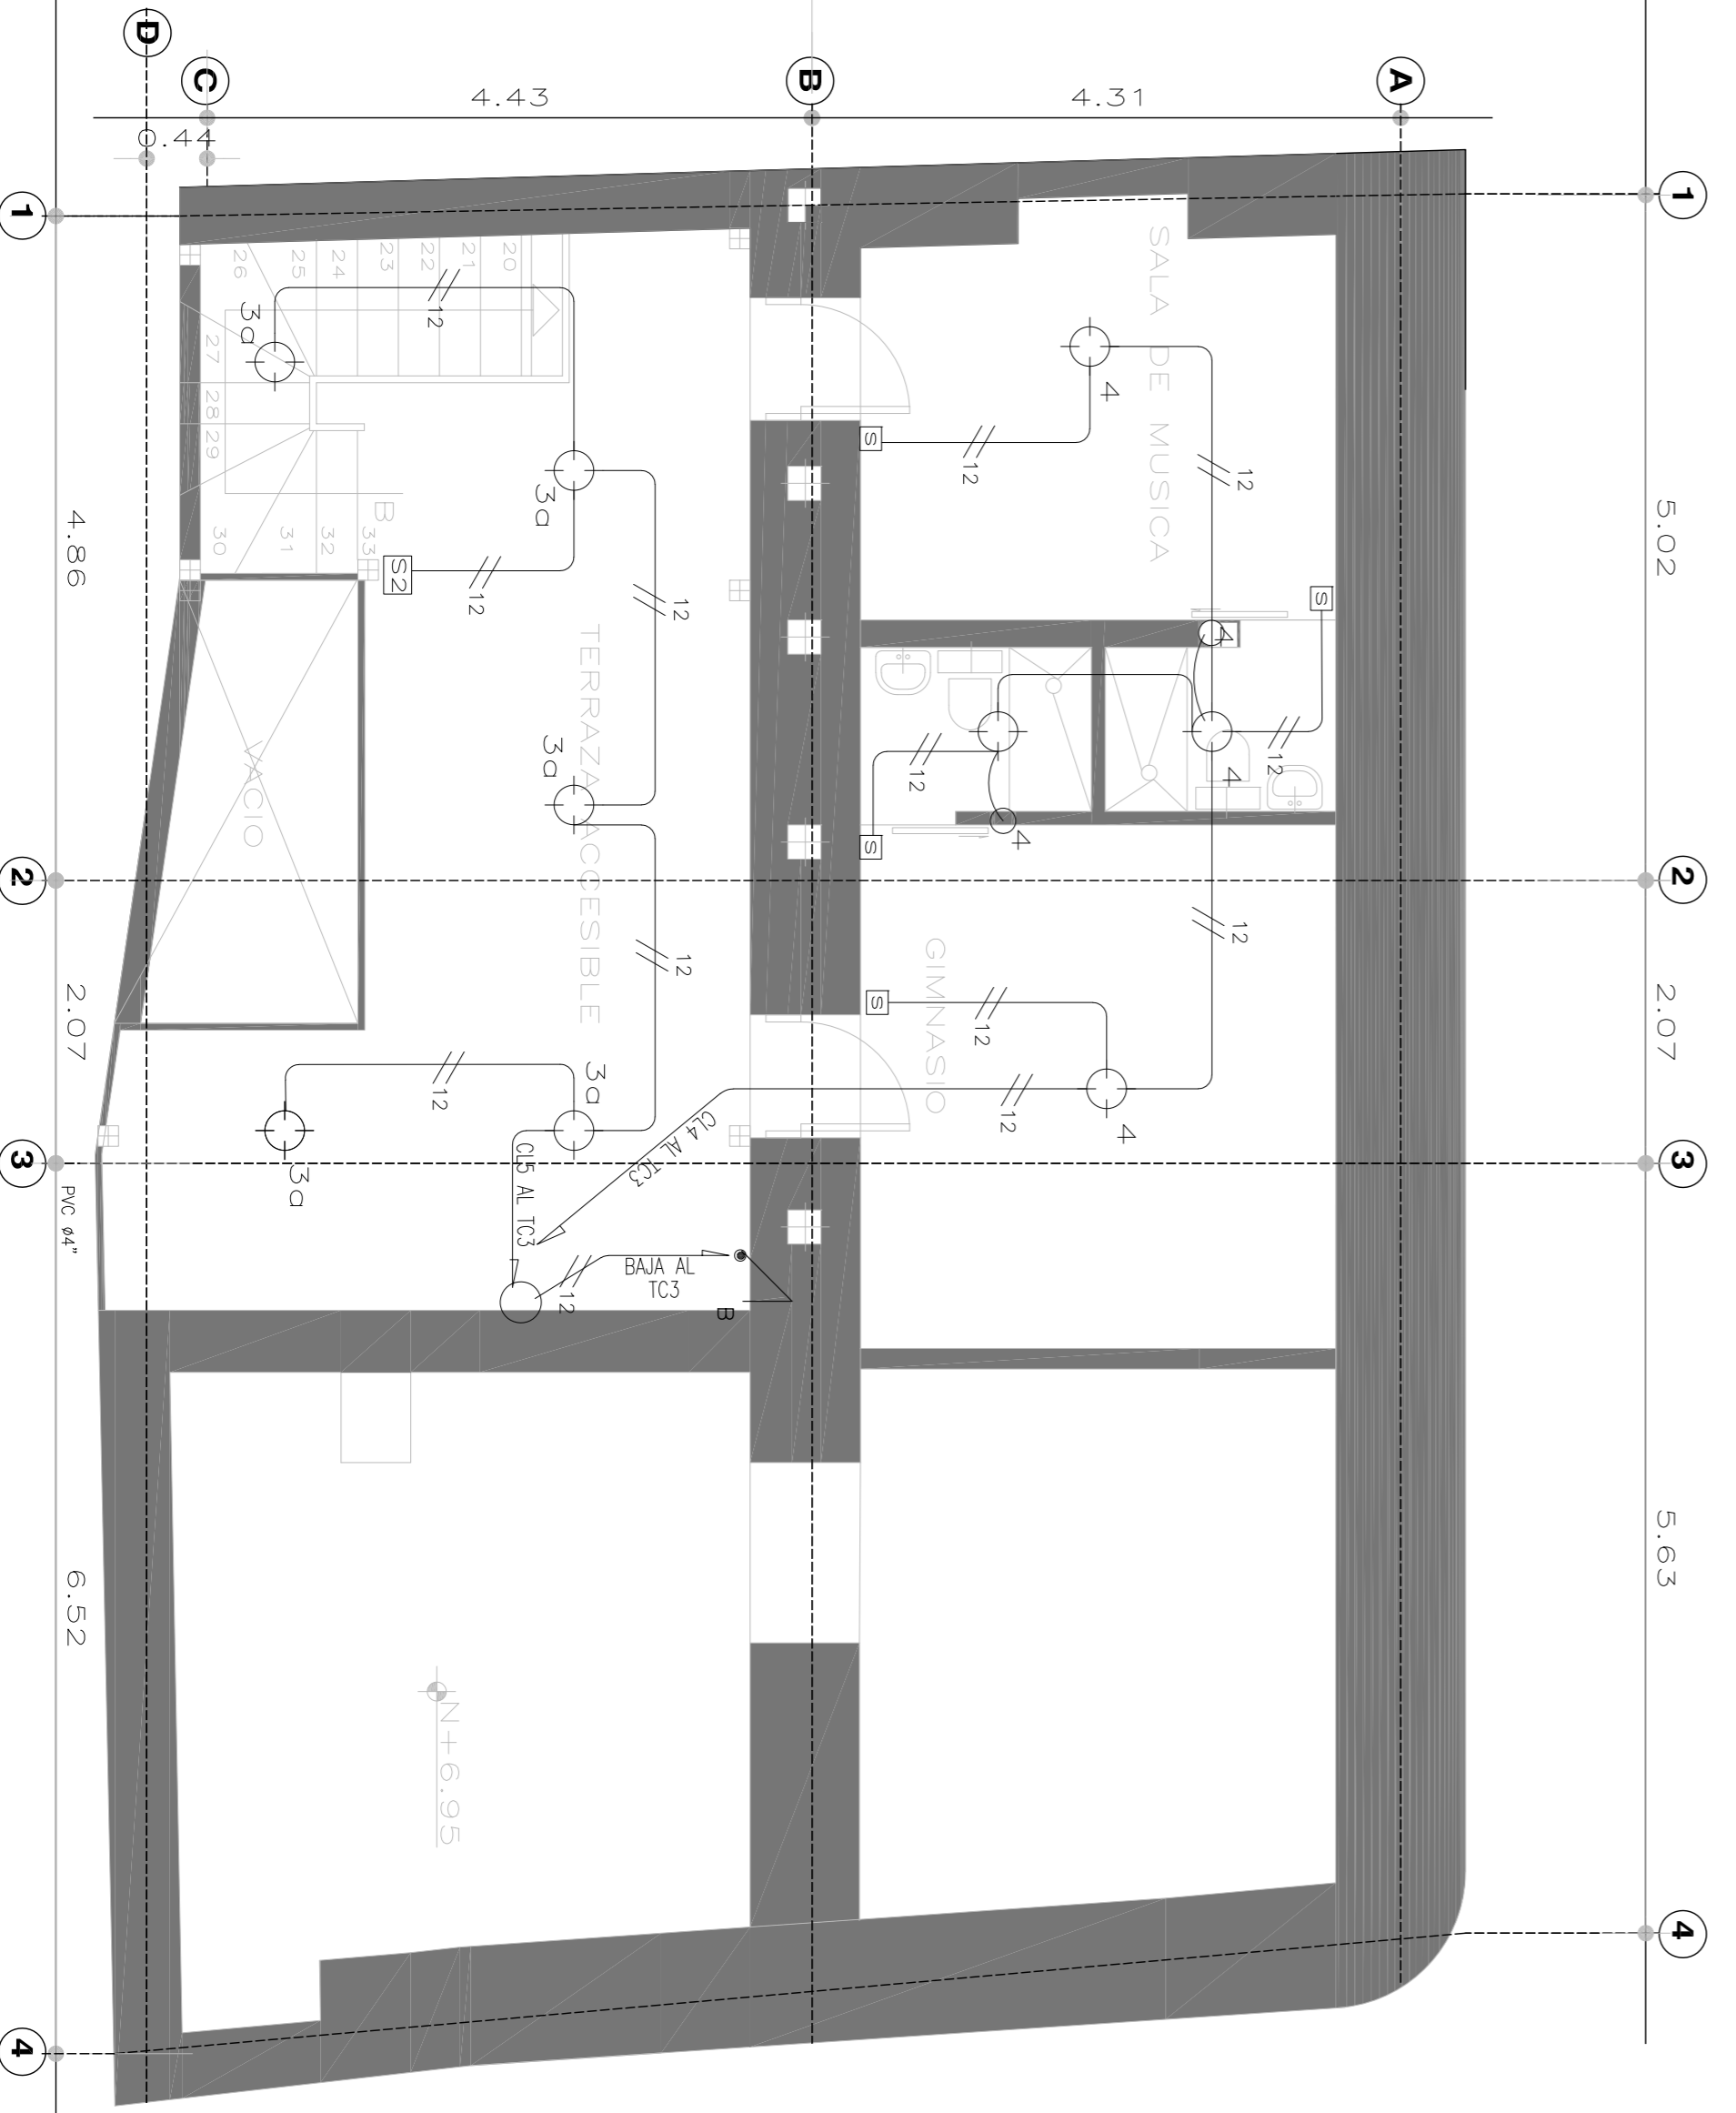 D
C
B
A
4.43
4.31
0.44
1
1
2
2
3
3
4
4
4.86
2.07
6.52
5.02
2.07
5.63
PVC ø4"
20
21
22
23
24
25
26
27
28
29
30
31
32
33
B
SALA DE MUSICA
TERRAZA ACCESIBLE
VACIO
GIMNASIO
N+6.95
3a
3a
3a
3a
3a
4
4
4
4
4
S
S
S
S
S2
12
12
12
12
12
12
12
12
12
12
12
12
12
12
CL4 AL TC3
CL5 AL TC3
BAJA AL
TC3
B